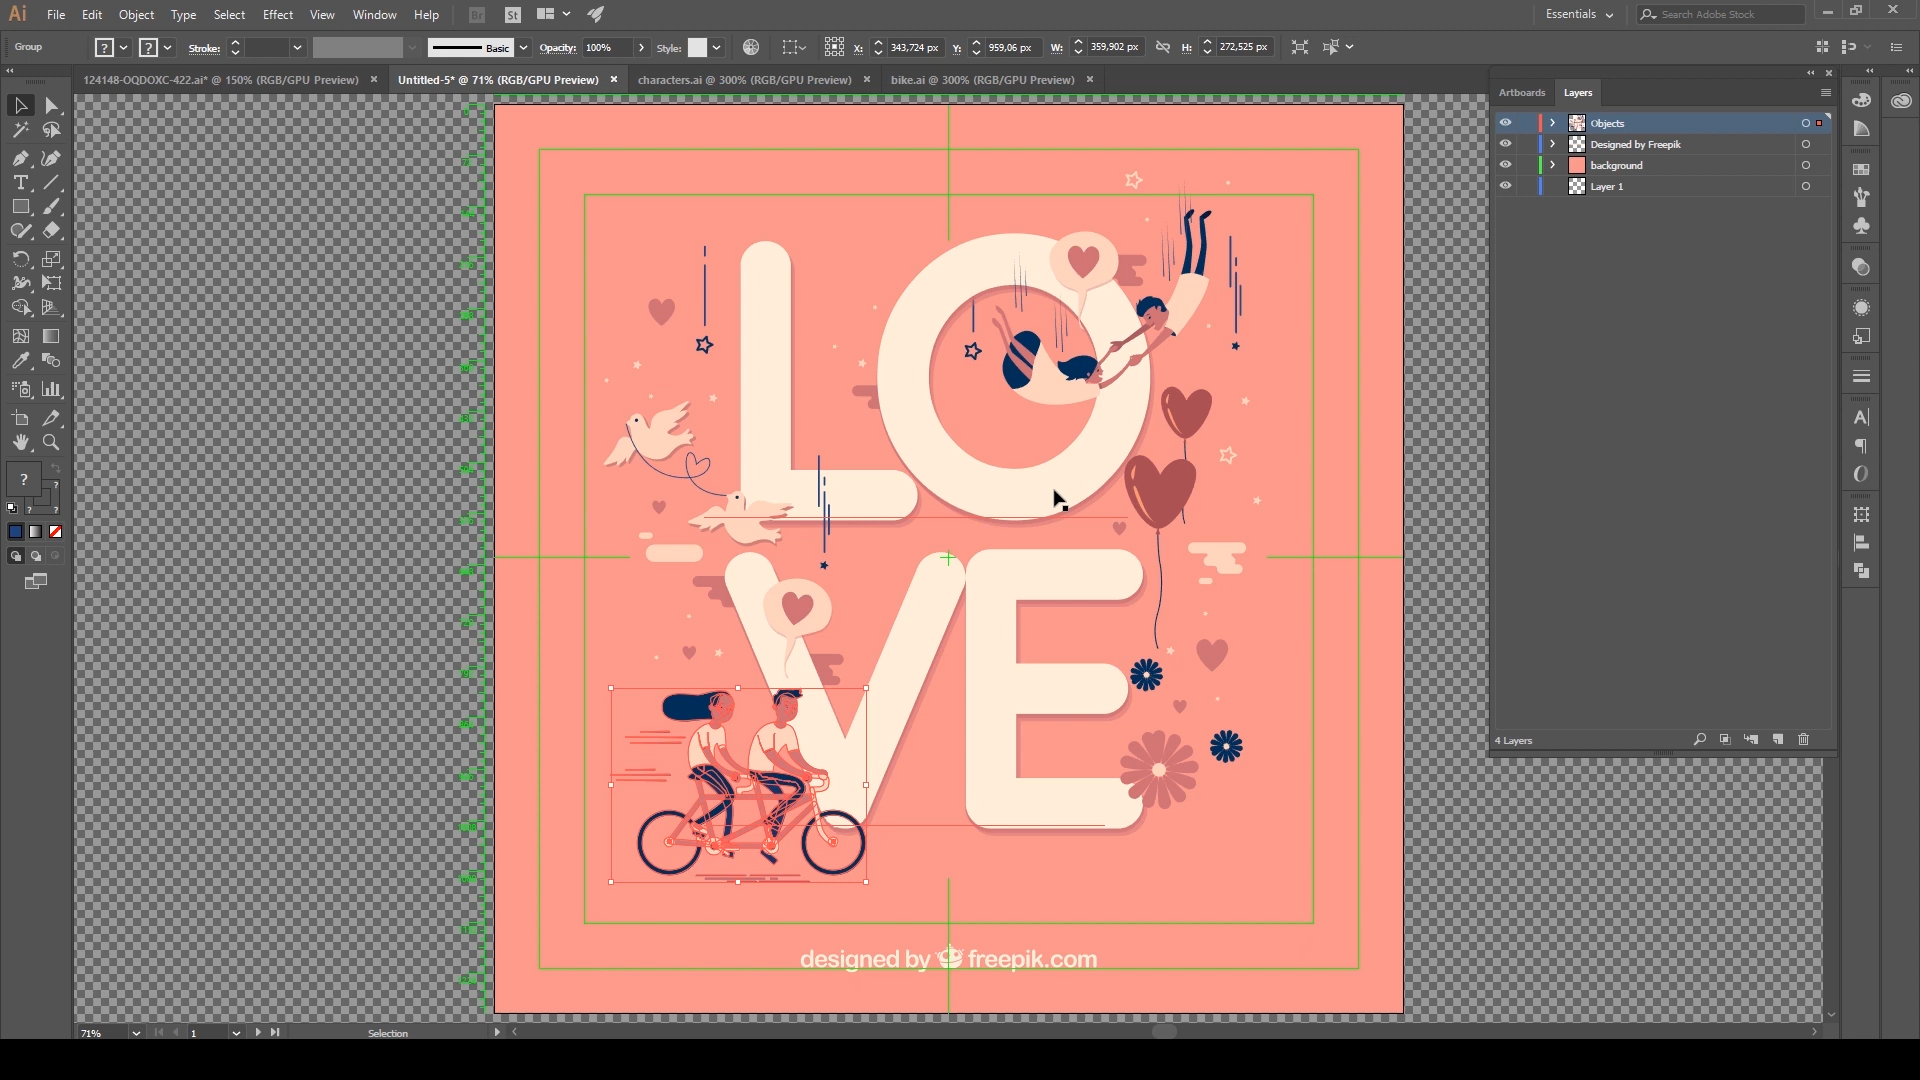 Ai File Edit Object Type Select Effect View Window Help Br St Essentials Search Adobe Stock
Group ? ? Stroke: Basic Opacity: 100% Style: X: 343,724 px Y: 959,06 px W: 359,902 px H: 272,525 px
124148-OQDOXC-422.ai* @ 150% (RGB/GPU Preview) × Untitled-5* @ 71% (RGB/GPU Preview) × characters.ai @ 300% (RGB/GPU Preview) × bike.ai @ 300% (RGB/GPU Preview) ×
Artboards Layers
Objects
Designed by Freepik
background
Layer 1
4 Layers
LO
VE
designed by freepik.com
71% 1 Selection